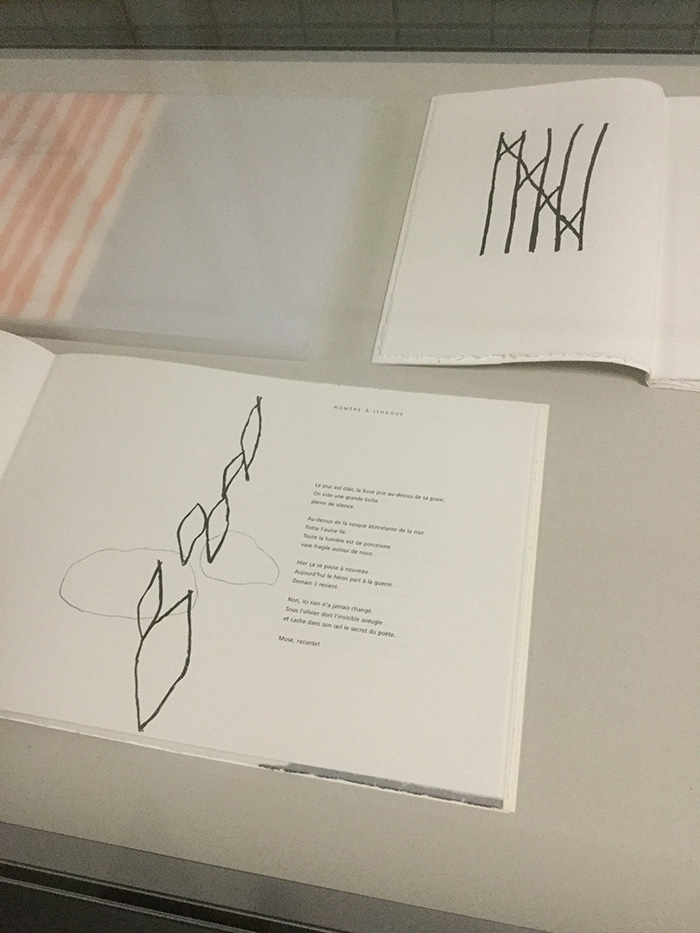 HOMÈRE À ITHAQUE
Le jour est clair, la buse prie au-dessus de sa proie.
On vide une grande boîte
pleine de silence.
Au-dessus de la vasque étincelante de la mer
flotte l'autre île.
Toute la lumière est de porcelaine
vase fragile autour de nous.
Hier ça se passe à nouveau.
Aujourd'hui le héros part à la guerre.
Demain il revient.
Non, ici rien n'a jamais changé.
Sous l'olivier dort l'invisible aveugle
et cache dans son œil le secret du poète.
Muse, raconte!